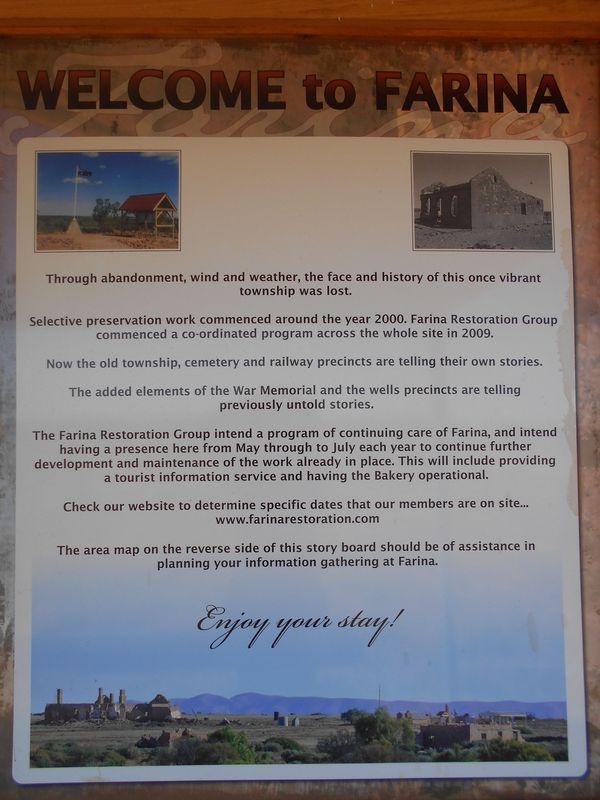 WELCOME to FARINA
Through abandonment, wind and weather, the face and history of this once vibrant
township was lost.
Selective preservation work commenced around the year 2000. Farina Restoration Group
commenced a co-ordinated program across the whole site in 2009.
Now the old township, cemetery and railway precincts are telling their own stories.
The added elements of the War Memorial and the wells precincts are telling
previously untold stories.
The Farina Restoration Group intend a program of continuing care of Farina, and intend
having a presence here from May through to July each year to continue further
development and maintenance of the work already in place. This will include providing
a tourist information service and having the Bakery operational.
Check our website to determine specific dates that our members are on site...
www.farinarestoration.com
The area map on the reverse side of this story board should be of assistance in
planning your information gathering at Farina.
Enjoy your stay!